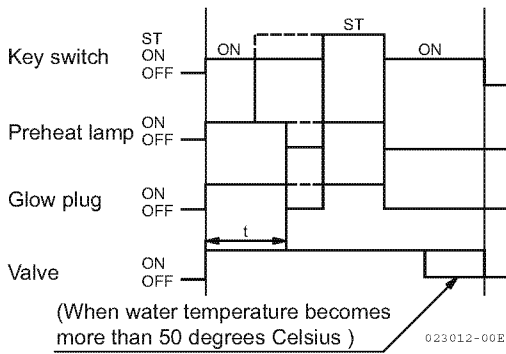 ST
ST
Key switch ON ON ON
OFF
Preheat lamp ON
OFF
Glow plug ON
OFF
t
Valve ON
OFF
(When water temperature becomes
more than 50 degrees Celsius )
023012-00E